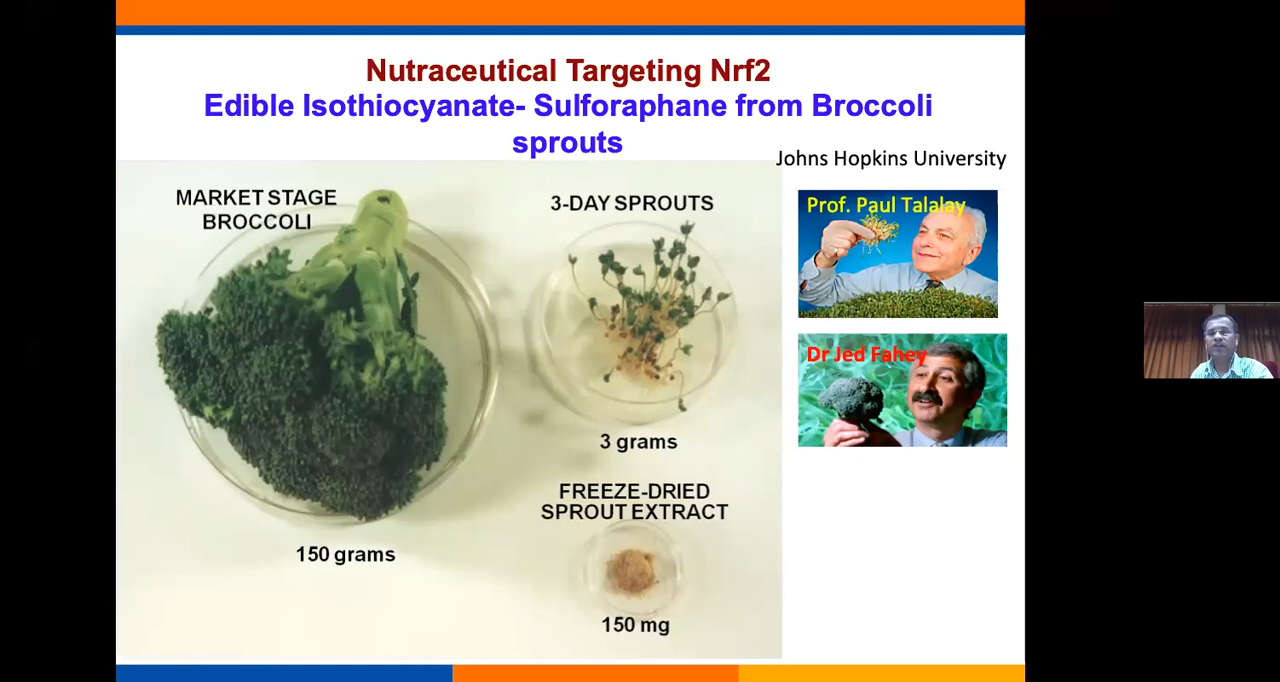 Nutraceutical Targeting Nrf2
Edible Isothiocyanate- Sulforaphane from Broccoli
sprouts
Johns Hopkins University
MARKET STAGE
BROCCOLI
3-DAY SPROUTS
Prof. Paul Talalay
Dr Jed Fahey
3 grams
FREEZE-DRIED
SPROUT EXTRACT
150 grams
150 mg